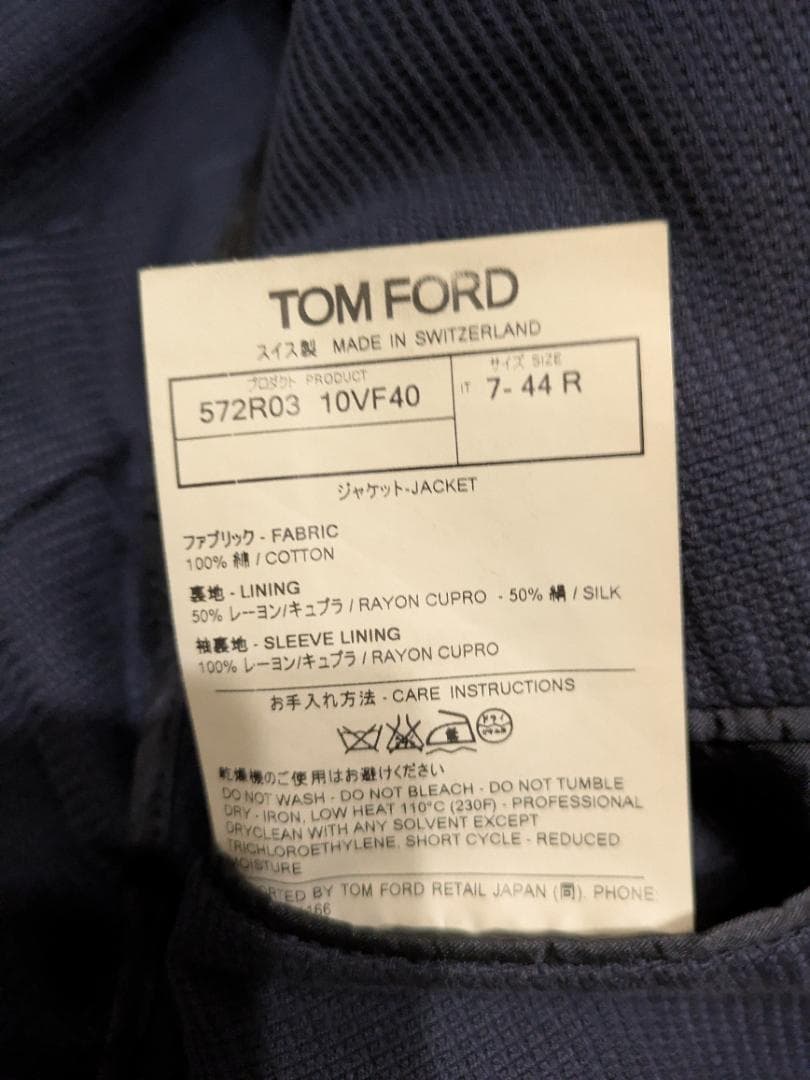 TOM FORD
スイス製 MADE IN SWITZERLAND
プロダクト PRODUCT
572R03 10VF40
サイズ SIZE
IT 7- 44 R
ジャケット-JACKET
ファブリック - FABRIC
100% 綿 / COTTON
裏地 - LINING
50% レーヨン/キュプラ / RAYON CUPRO - 50% 絹 / SILK
袖裏地 - SLEEVE LINING
100% レーヨン/キュプラ / RAYON CUPRO
お手入れ方法 - CARE INSTRUCTIONS
ドライ
乾燥機のご使用はお避けください
DO NOT WASH - DO NOT BLEACH - DO NOT TUMBLE
DRY - IRON, LOW HEAT 110°C (230F) - PROFESSIONAL
DRYCLEAN WITH ANY SOLVENT EXCEPT
TRICHLOROETHYLENE, SHORT CYCLE - REDUCED
MOISTURE
BY TOM FORD RETAIL JAPAN (同). PHONE
166